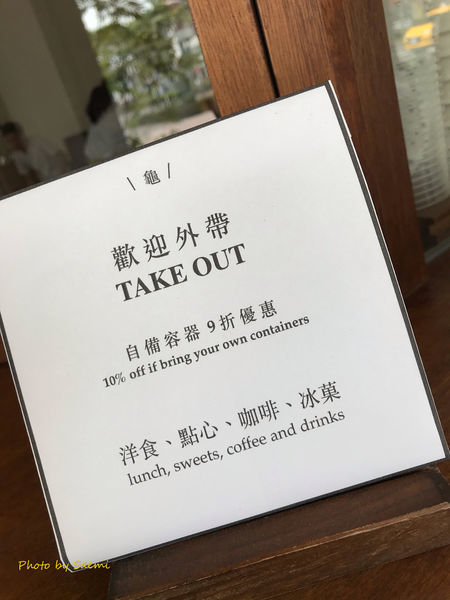 \ 龜 /
歡迎外帶
TAKE OUT
自備容器 9 折優惠
10% off if bring your own containers
洋食、點心、咖啡、冰菓
lunch, sweets, coffee and drinks
Photo by Shemi